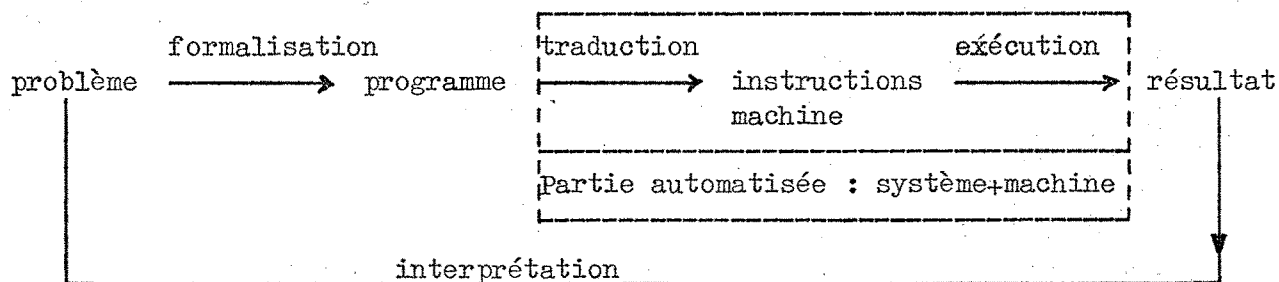 formalisation traduction exécution
problème programme instructions résultat
machine
Partie automatisée : système+machine
interprétation